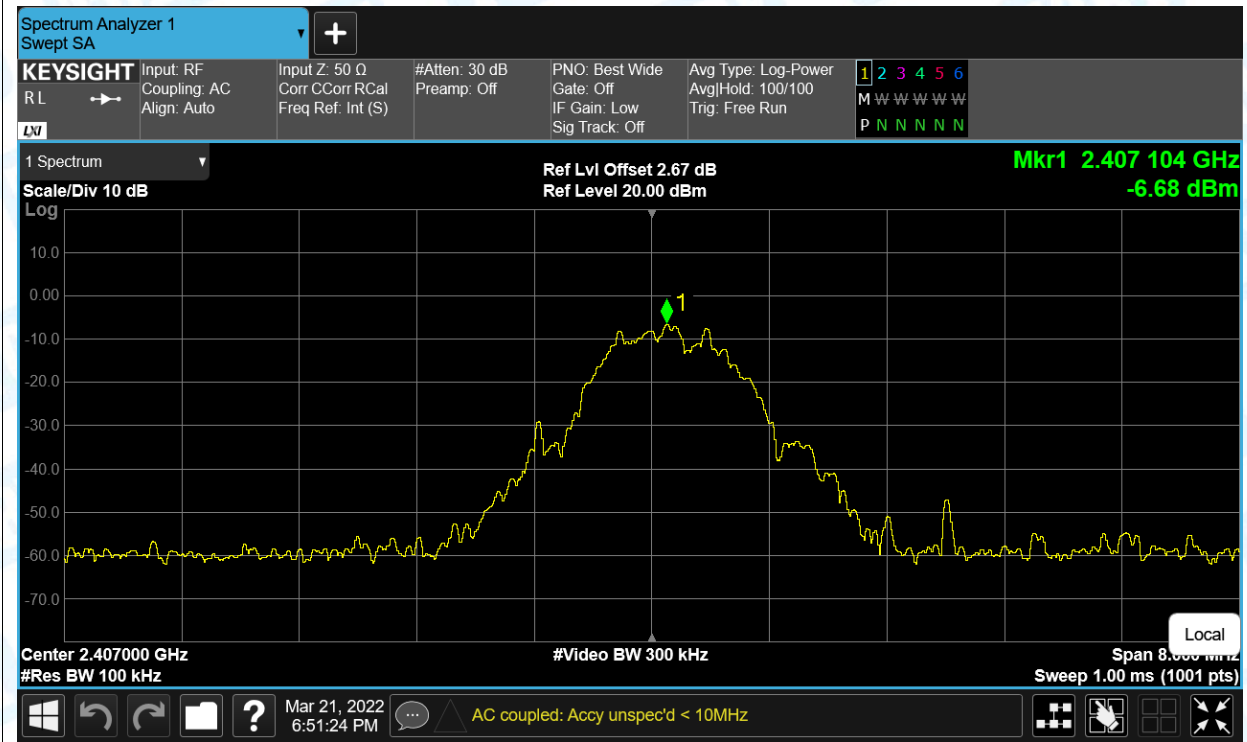 Spectrum Analyzer 1
Swept SA
KEYSIGHT
R L
LXI
Input: RF
Coupling: AC
Align: Auto
Input Z: 50 Ω
Corr CCorr RCal
Freq Ref: Int (S)
#Atten: 30 dB
Preamp: Off
PNO: Best Wide
Gate: Off
IF Gain: Low
Sig Track: Off
Avg Type: Log-Power
Avg|Hold: 100/100
Trig: Free Run
1 2 3 4 5 6
M W W W W W
P N N N N N
1 Spectrum
Scale/Div 10 dB
Log
Ref Lvl Offset 2.67 dB
Ref Level 20.00 dBm
Mkr1 2.407 104 GHz
-6.68 dBm
10.0
0.00
1
-10.0
-20.0
-30.0
-40.0
-50.0
-60.0
-70.0
Local
Center 2.407000 GHz
#Video BW 300 kHz
Span
#Res BW 100 kHz
Sweep 1.00 ms (1001 pts)
?
Mar 21, 2022
6:51:24 PM
AC coupled: Accy unspec'd < 10MHz